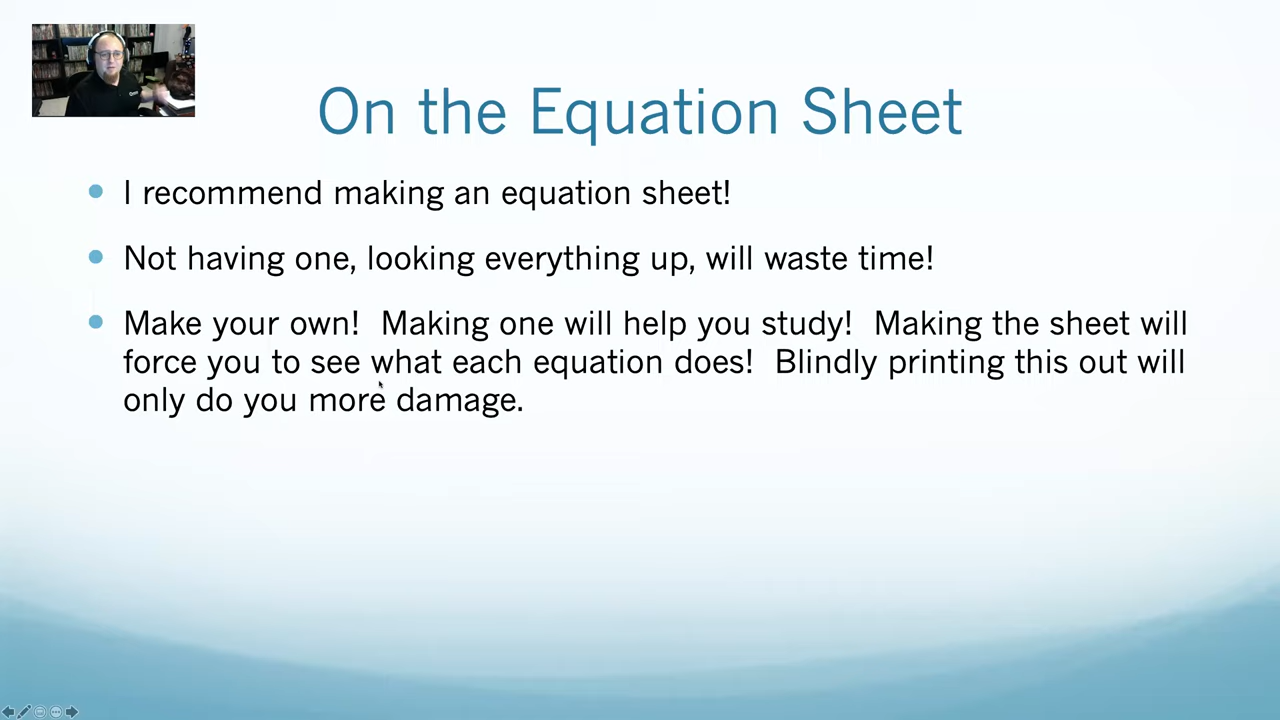 On the Equation Sheet
I recommend making an equation sheet!
Not having one, looking everything up, will waste time!
Make your own!  Making one will help you study!  Making the sheet will
force you to see what each equation does!  Blindly printing this out will
only do you more damage.